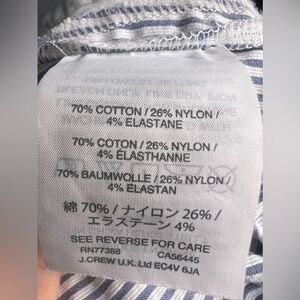 70% COTTON / 26% NYLON /
4% ELASTANE
70% COTON / 26% NYLON /
4% ÉLASTHANNE
70% BAUMWOLLE / 26% NYLON /
4% ELASTAN
綿 70% / ナイロン 26% /
エラステーン 4%
SEE REVERSE FOR CARE
RN77388 CA56445
J.CREW U.K. Ltd EC4V 6JA